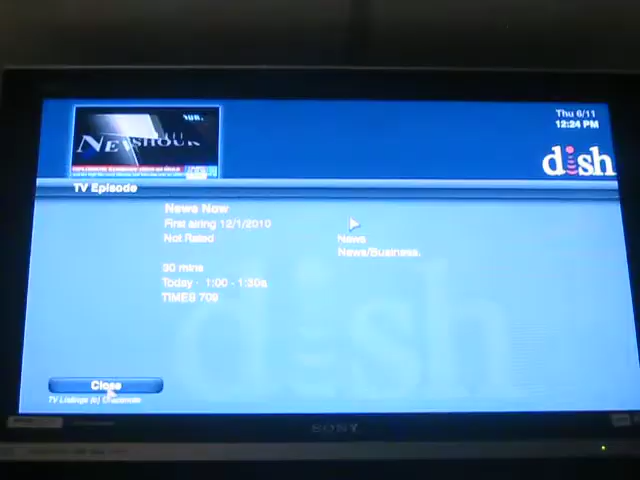 NEWSHOUR
Thu 6/11
12:24 PM
dish
TV Episode
News Now
First airing 12/1/2010
Not Rated
News
News/Business.
30 mins
Today - 1:00 - 1:30a
TIMES 709
dish
Close
TV Listings (c)
SONY